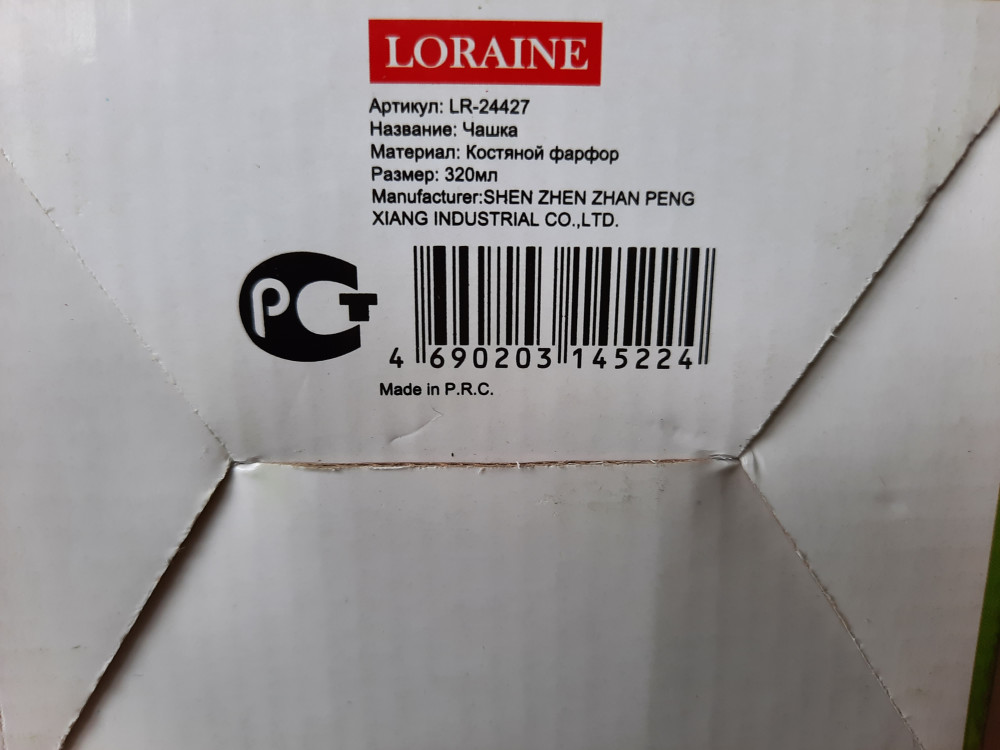 LORAINE
Артикул: LR-24427
Название: Чашка
Материал: Костяной фарфор
Размер: 320мл
Manufacturer:SHEN ZHEN ZHAN PENG
XIANG INDUSTRIAL CO.,LTD.
РСТ
4 690203 145224
Made in P.R.C.